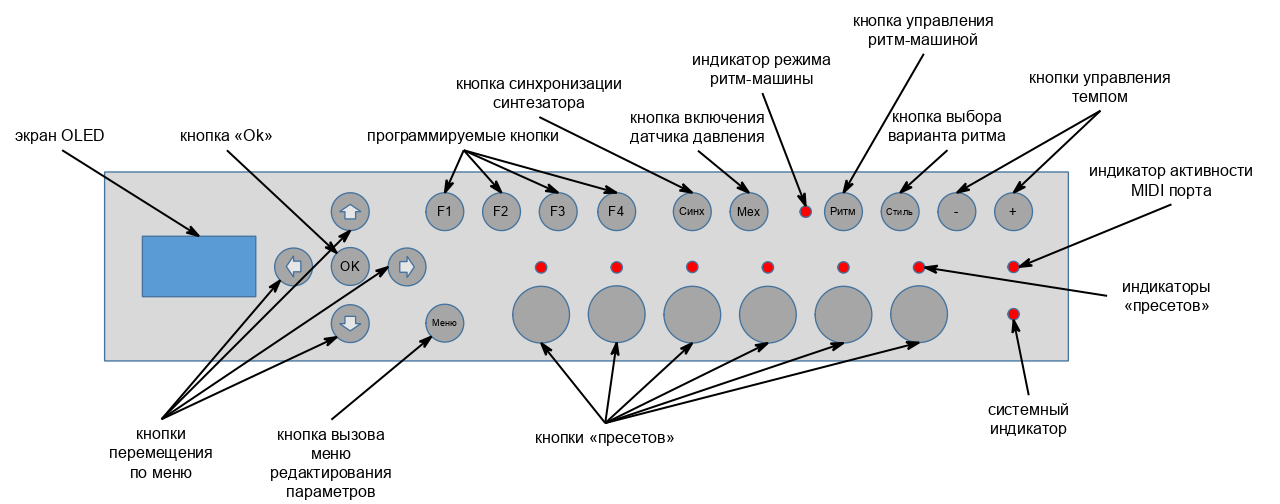 кнопка управления
ритм-машиной
индикатор режима
ритм-машины
кнопка синхронизации
синтезатора
кнопки управления
темпом
экран OLED
кнопка «Ok»
программируемые кнопки
кнопка включения
датчика давления
кнопка выбора
варианта ритма
индикатор активности
MIDI порта
F1
F2
F3
F4
Синх
Мех
Ритм
Стиль
-
+
OK
Меню
индикаторы
«пресетов»
кнопки
перемещения
по меню
кнопка вызова
меню
редактирования
параметров
кнопки «пресетов»
системный
индикатор